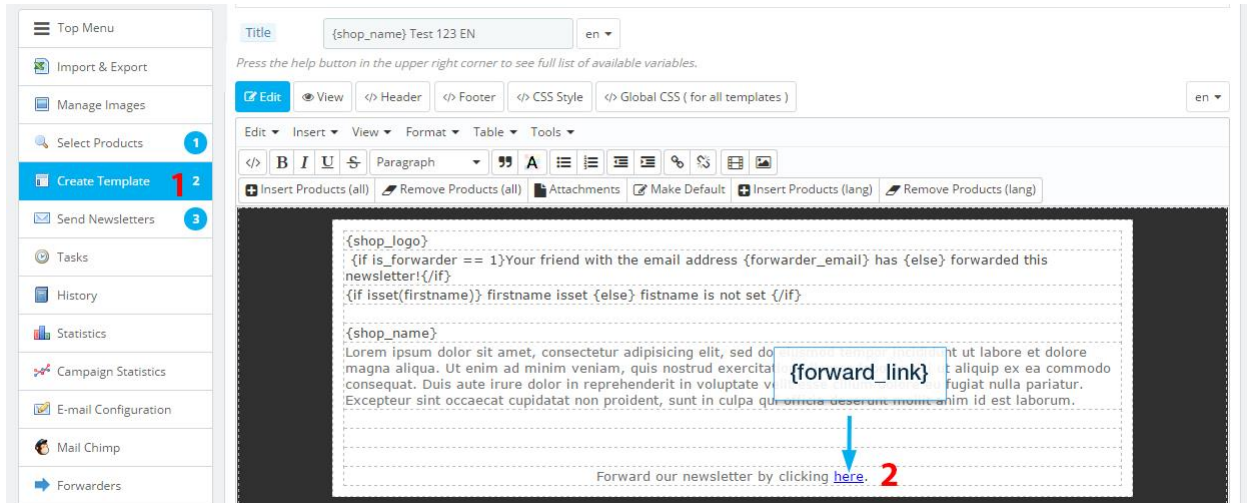 Top Menu
Import & Export
Manage Images
Select Products 1
Create Template 1 2
Send Newsletters 3
Tasks
History
Statistics
Campaign Statistics
E-mail Configuration
Mail Chimp
Forwarders
Title {shop_name} Test 123 EN en
Press the help button in the upper right corner to see full list of available variables.
Edit View </> Header </> Footer </> CSS Style </> Global CSS ( for all templates ) en
Edit Insert View Format Table Tools
</> B I U S Paragraph A
Insert Products (all) Remove Products (all) Attachments Make Default Insert Products (lang) Remove Products (lang)
{shop_logo}
{if is_forwarder == 1}Your friend with the email address {forwarder_email} has {else} forwarded this
newsletter!{/if}
{if isset(firstname)} firstname isset {else} fistname is not set {/if}
{shop_name}
Lorem ipsum dolor sit amet, consectetur adipisicing elit, sed do ut labore et dolore
magna aliqua. Ut enim ad minim veniam, quis nostrud aliquip ex ea commodo
consequat. Duis aute irure dolor in reprehenderit in voluptate fugiat nulla pariatur.
Excepteur sint occaecat cupidatat non proident, sunt in culpa qui officia deserunt mollit anim id est laborum.
{forward_link}
Forward our newsletter by clicking here. 2